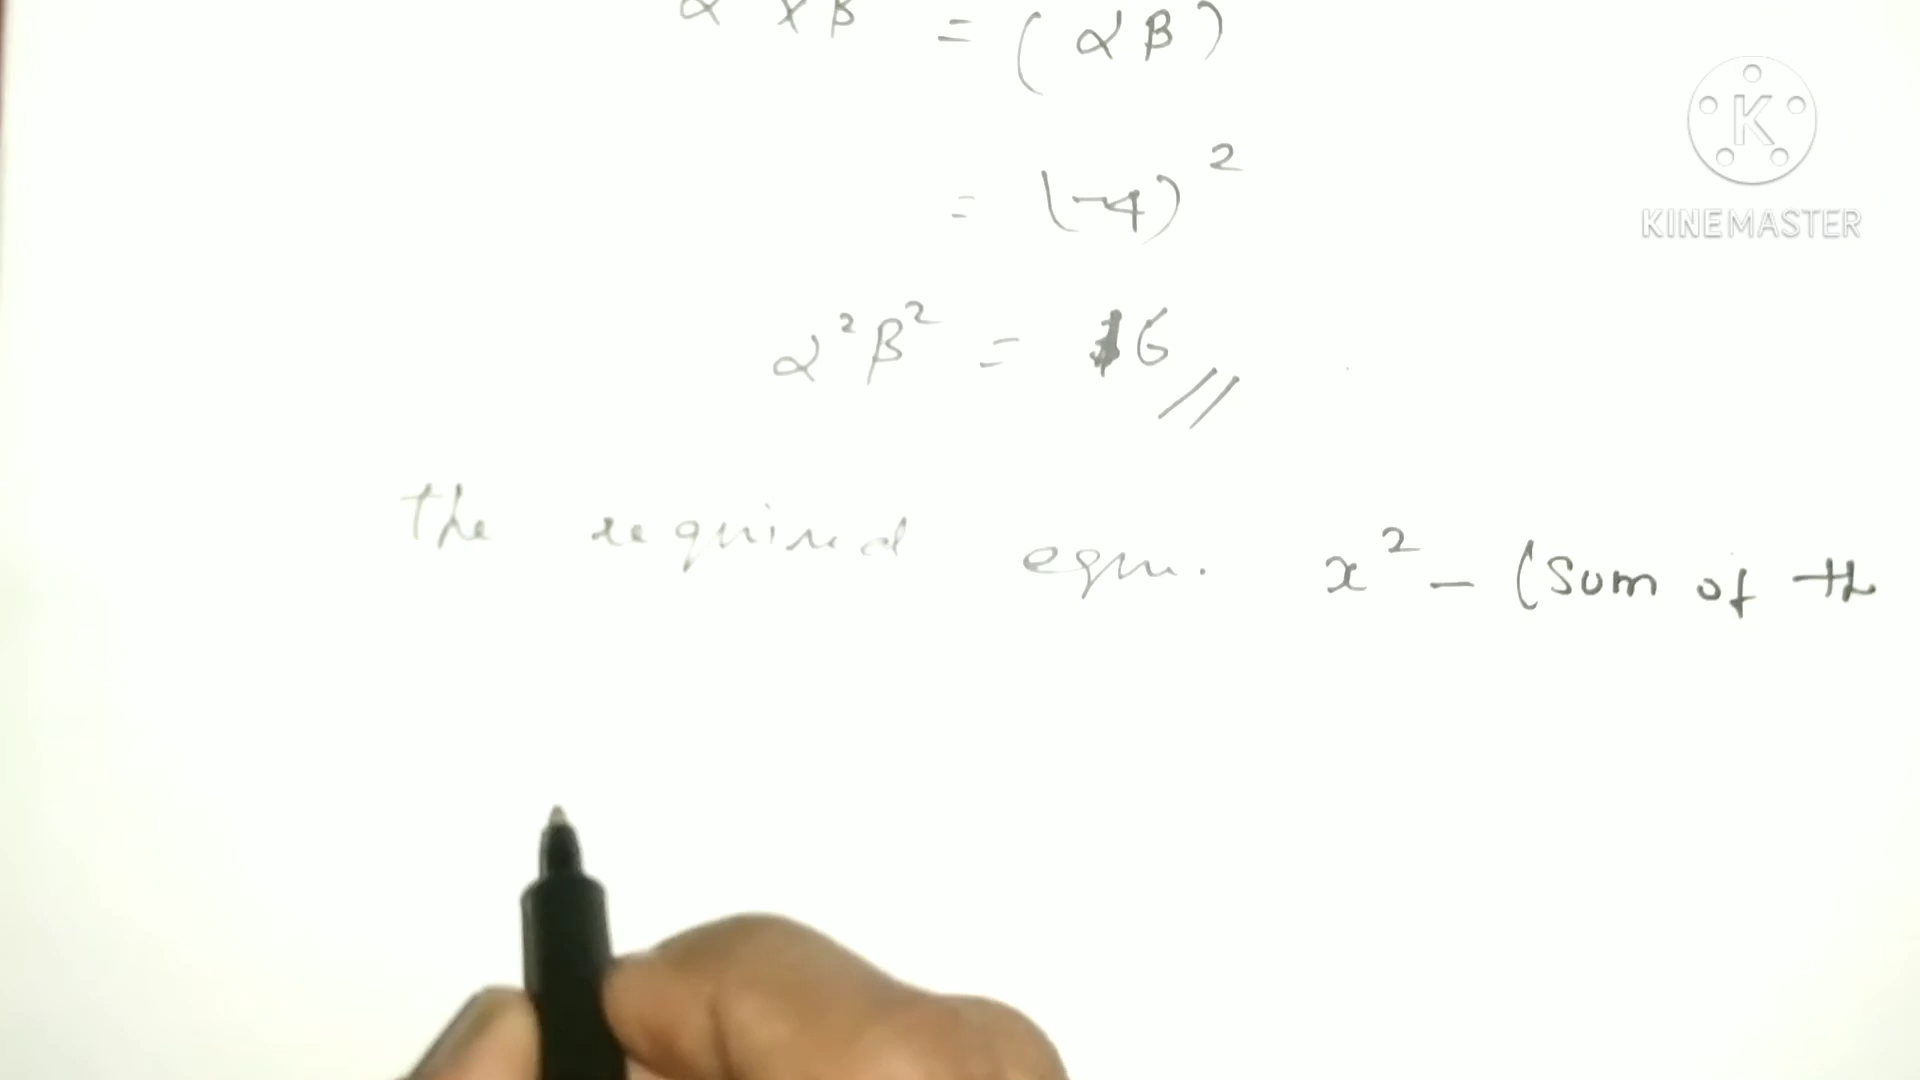 α × β = (αβ)
= (-4)²
α²β² = 16
the required eqn. x² - (Sum of th
K
KINEMASTER